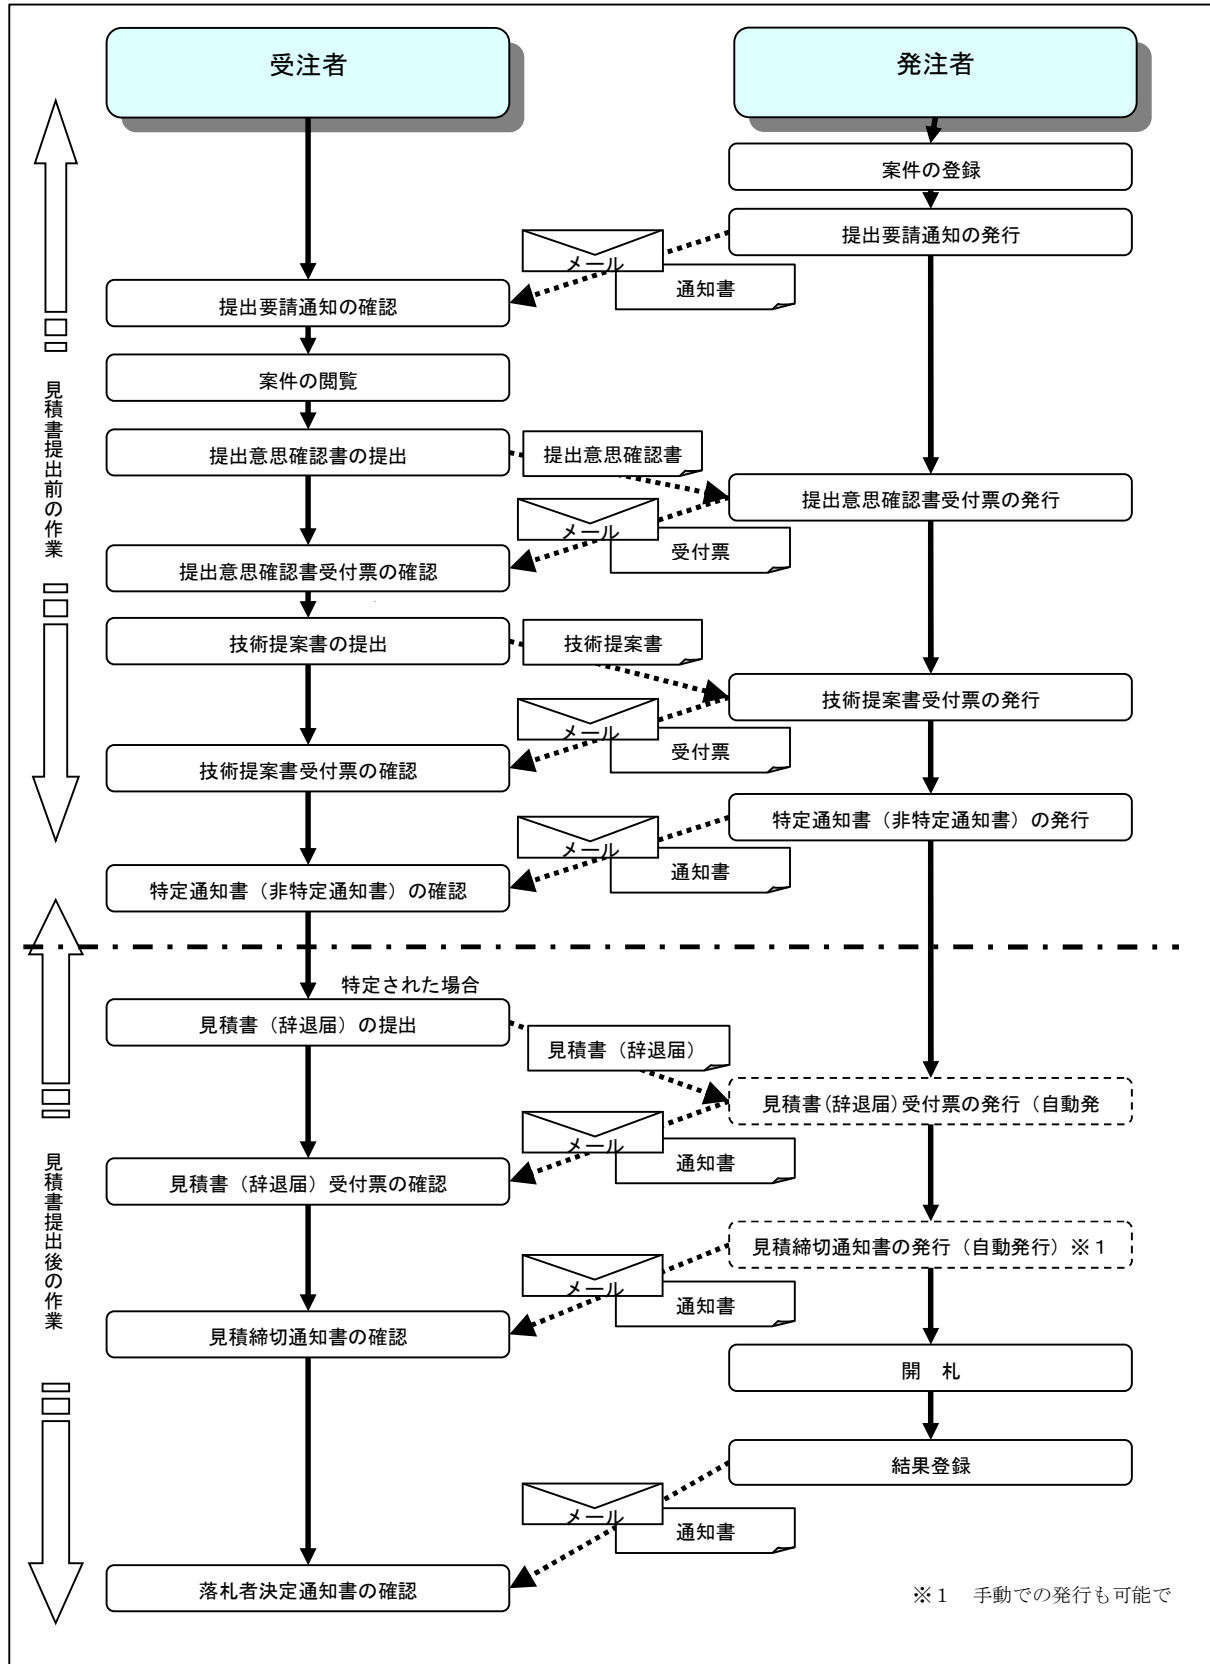 受注者
発注者
案件の登録
提出要請通知の発行
メール
通知書
提出要請通知の確認
案件の閲覧
見積書提出前の作業
提出意思確認書の提出
提出意思確認書
提出意思確認書受付票の発行
メール
受付票
提出意思確認書受付票の確認
技術提案書の提出
技術提案書
技術提案書受付票の発行
メール
受付票
技術提案書受付票の確認
特定通知書（非特定通知書）の発行
メール
通知書
特定通知書（非特定通知書）の確認
特定された場合
見積書（辞退届）の提出
見積書（辞退届）
見積書(辞退届)受付票の発行（自動発
メール
通知書
見積書（辞退届）受付票の確認
見積書提出後の作業
見積締切通知書の発行（自動発行）※１
メール
通知書
見積締切通知書の確認
開　札
結果登録
メール
通知書
落札者決定通知書の確認
※１　手動での発行も可能で